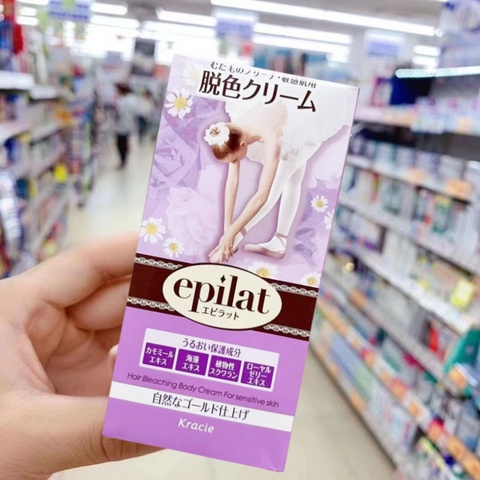 むだ毛のブリーチ・敏感肌用
脱色クリーム
epilat
エピラット
うるおい保護成分
カモミール
エキス
海藻
エキス
植物性
スクワラン
ローヤル
ゼリー
エキス
Hair Bleaching Body Cream For sensitive skin
自然なゴールド仕上げ
Kracie